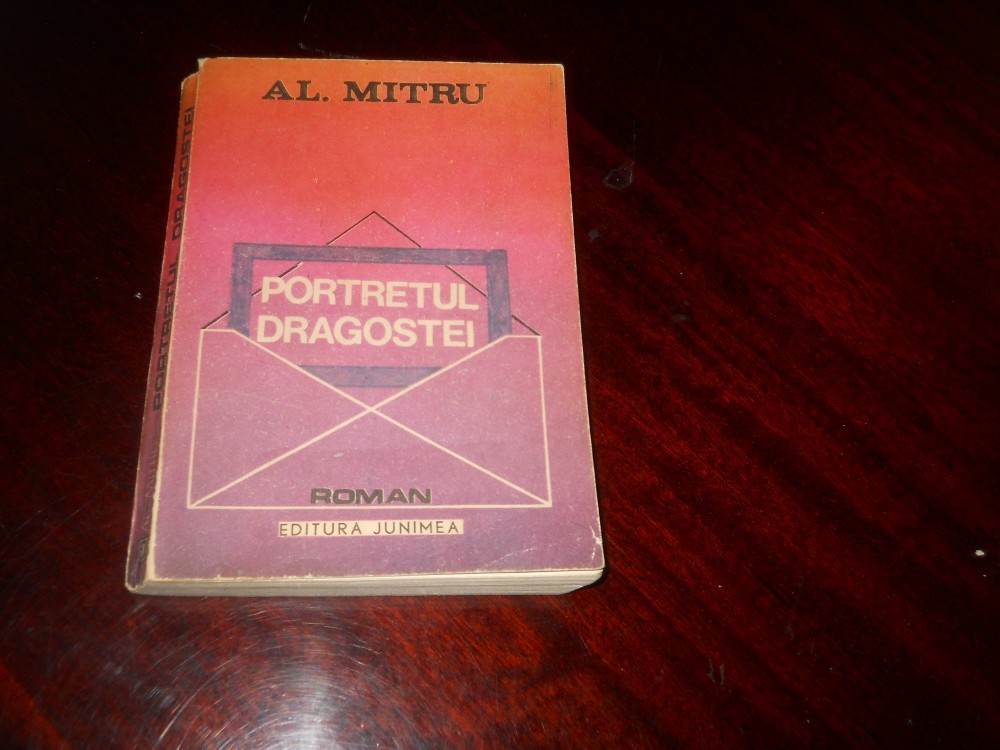 AL. MITRU
PORTRETUL
DRAGOSTEI
ROMAN
EDITURA JUNIMEA
PORTRETUL DRAGOSTEI